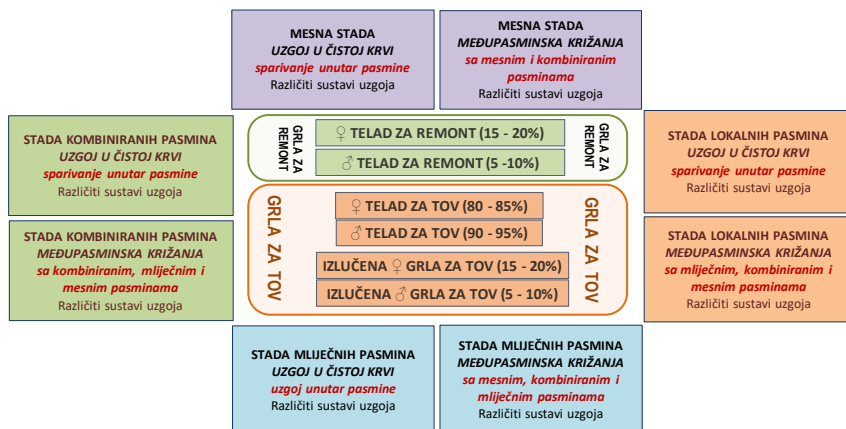 MESNA STADA
UZGOJ U ČISTOJ KRVI
sparivanje unutar pasmine
Različiti sustavi uzgoja
MESNA STADA
MEĐUPASMINSKA KRIŽANJA
sa mesnim i kombiniranim
pasminama
Različiti sustavi uzgoja
STADA KOMBINIRANIH PASMINA
UZGOJ U ČISTOJ KRVI
sparivanje unutar pasmine
Različiti sustavi uzgoja
GRLA ZA
REMONT
♀ TELAD ZA REMONT (15 - 20%)
♂ TELAD ZA REMONT (5 -10%)
GRLA ZA
REMONT
STADA LOKALNIH PASMINA
UZGOJ U ČISTOJ KRVI
sparivanje unutar pasmine
Različiti sustavi uzgoja
STADA KOMBINIRANIH PASMINA
MEĐUPASMINSKA KRIŽANJA
sa kombiniranim, mliječnim i
mesnim pasminama
Različiti sustavi uzgoja
GRLA ZA TOV
♀ TELAD ZA TOV (80 - 85%)
♂ TELAD ZA TOV (90 - 95%)
IZLUČENA ♀ GRLA ZA TOV (15 - 20%)
IZLUČENA ♂ GRLA ZA TOV (5 - 10%)
GRLA ZA TOV
STADA LOKALNIH PASMINA
MEĐUPASMINSKA KRIŽANJA
sa mliječnim, kombiniranim i
mesnim pasminama
Različiti sustavi uzgoja
STADA MLIJEČNIH PASMINA
UZGOJ U ČISTOJ KRVI
uzgoj unutar pasmine
Različiti sustavi uzgoja
STADA MLIJEČNIH PASMINA
MEĐUPASMINSKA KRIŽANJA
sa mesnim, kombiniranim i
mliječnim pasminama
Različiti sustavi uzgoja